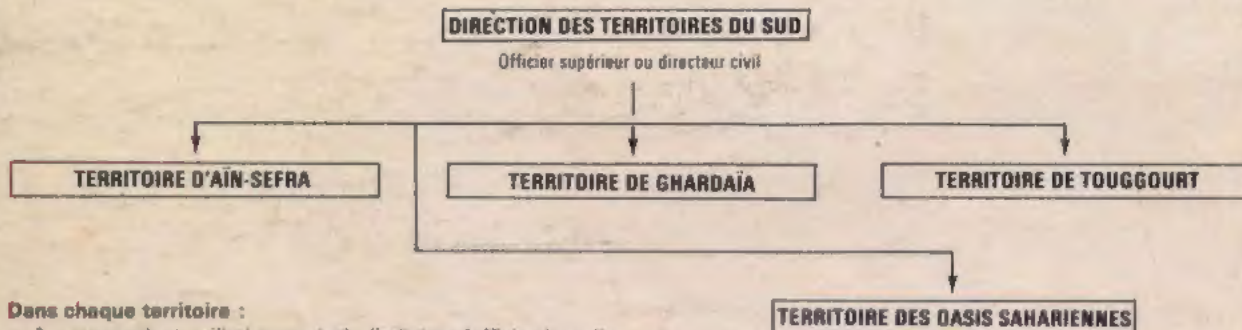 DIRECTION DES TERRITOIRES DU SUD
Officier supérieur ou directeur civil
TERRITOIRE D'AÏN-SEFRA
TERRITOIRE DE GHARDAÏA
TERRITOIRE DE TOUGGOURT
TERRITOIRE DES OASIS SAHARIENNES
Dans chaque territoire :